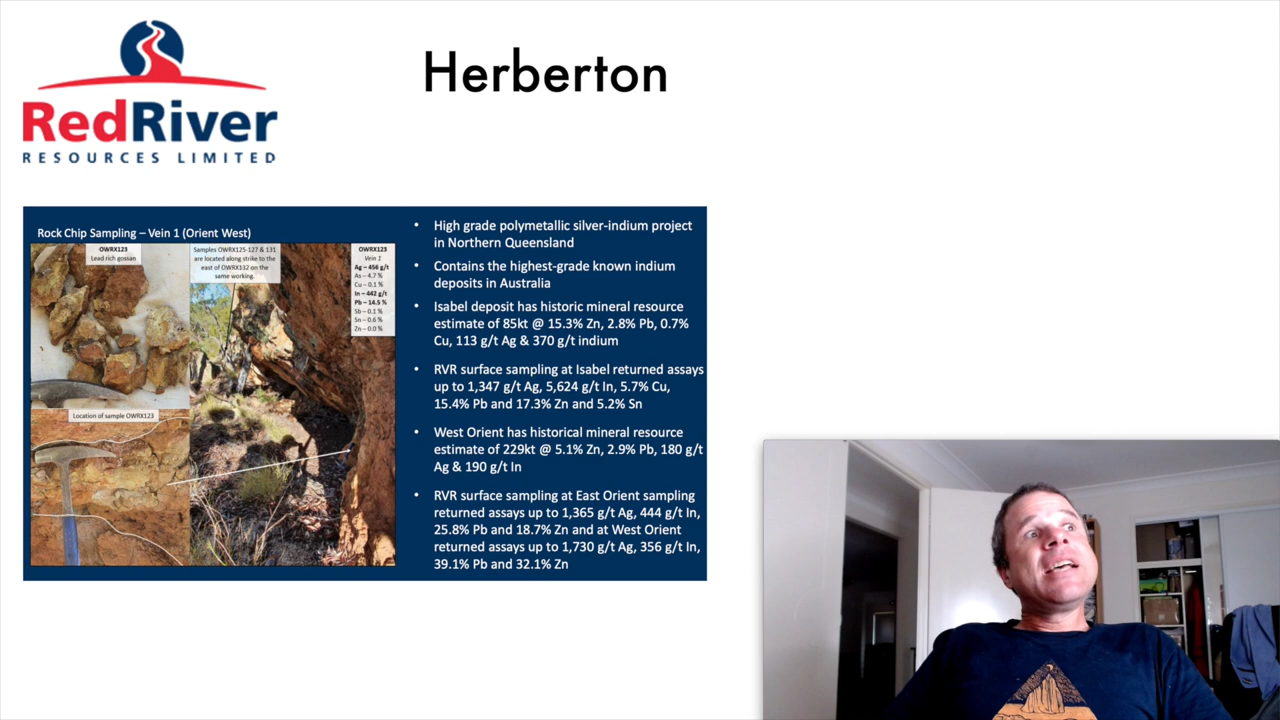 RedRiver
RESOURCES LIMITED
Herberton
Rock Chip Sampling – Vein 1 (Orient West)
OWRX123
Lead rich gossan
Samples OWRX125-127 & 131
are located along strike to the
east of OWRX132 on the
same working.
OWRX123
Vein 1
Ag – 456 g/t
As – 4.7 %
Cu – 0.1 %
In – 442 g/t
Pb – 14.5 %
Sb – 0.1 %
Sn – 0.6 %
Zn – 0.0 %
Location of sample OWRX123
• High grade polymetallic silver-indium project
in Northern Queensland
• Contains the highest-grade known indium
deposits in Australia
• Isabel deposit has historic mineral resource
estimate of 85kt @ 15.3% Zn, 2.8% Pb, 0.7%
Cu, 113 g/t Ag & 370 g/t indium
• RVR surface sampling at Isabel returned assays
up to 1,347 g/t Ag, 5,624 g/t In, 5.7% Cu,
15.4% Pb and 17.3% Zn and 5.2% Sn
• West Orient has historical mineral resource
estimate of 229kt @ 5.1% Zn, 2.9% Pb, 180 g/t
Ag & 190 g/t In
• RVR surface sampling at East Orient sampling
returned assays up to 1,365 g/t Ag, 444 g/t In,
25.8% Pb and 18.7% Zn and at West Orient
returned assays up to 1,730 g/t Ag, 356 g/t In,
39.1% Pb and 32.1% Zn